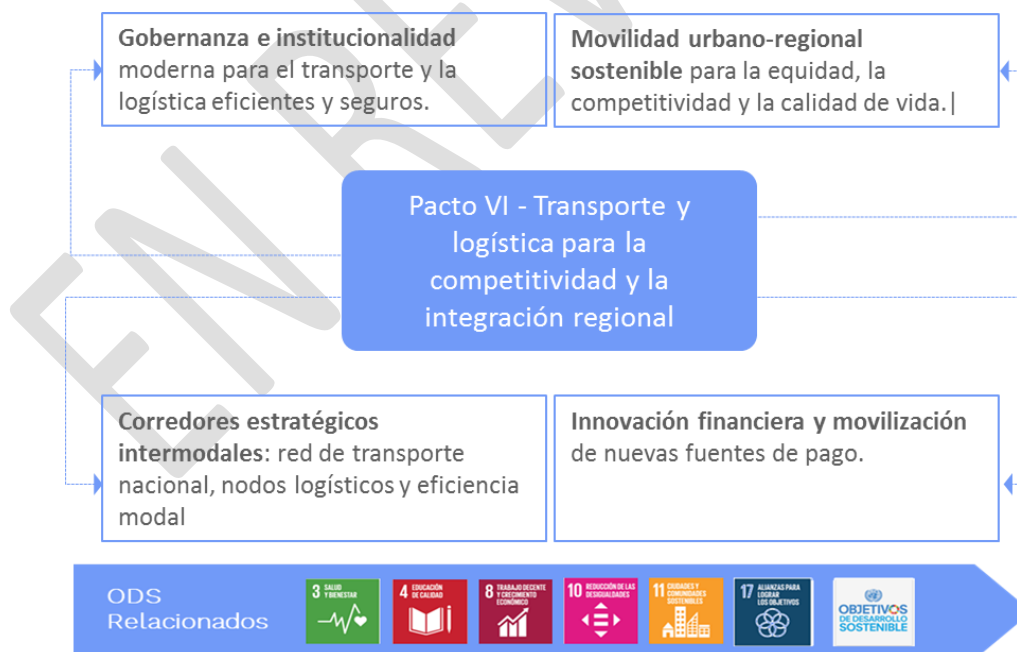 Gobernanza e institucionalidad
moderna para el transporte y la
logística eficientes y seguros.
Movilidad urbano-regional
sostenible para la equidad, la
competitividad y la calidad de vida.|
Pacto VI - Transporte y
logística para la
competitividad y la
integración regional
Corredores estratégicos
intermodales: red de transporte
nacional, nodos logísticos y eficiencia
modal
Innovación financiera y movilización
de nuevas fuentes de pago.
ODS
Relacionados
3 SALUD
Y BIENESTAR
4 EDUCACIÓN
DE CALIDAD
8 TRABAJO DECENTE
Y CRECIMIENTO
ECONÓMICO
10 REDUCCIÓN DE LAS
DESIGUALDADES
11 CIUDADES Y
COMUNIDADES
SOSTENIBLES
17 ALIANZAS PARA
LOGRAR
LOS OBJETIVOS
OBJETIVOS
DE DESARROLLO
SOSTENIBLE
EN RE